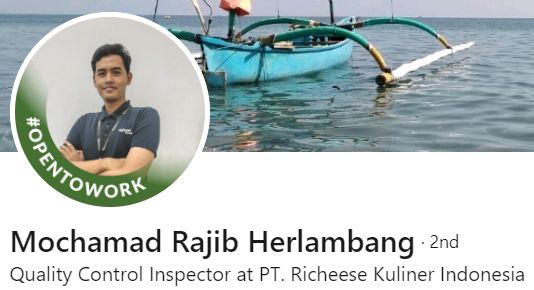 #OPENTOWORK
Mochamad Rajib Herlambang · 2nd
Quality Control Inspector at PT. Richeese Kuliner Indonesia